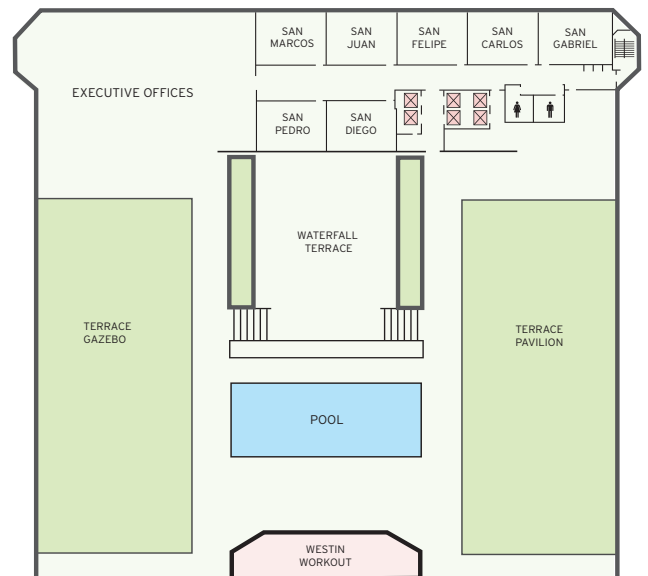 SAN
MARCOS
SAN
JUAN
SAN
FELIPE
SAN
CARLOS
SAN
GABRIEL
EXECUTIVE OFFICES
SAN
PEDRO
SAN
DIEGO
WATERFALL
TERRACE
TERRACE
GAZEBO
TERRACE
PAVILION
POOL
WESTIN
WORKOUT